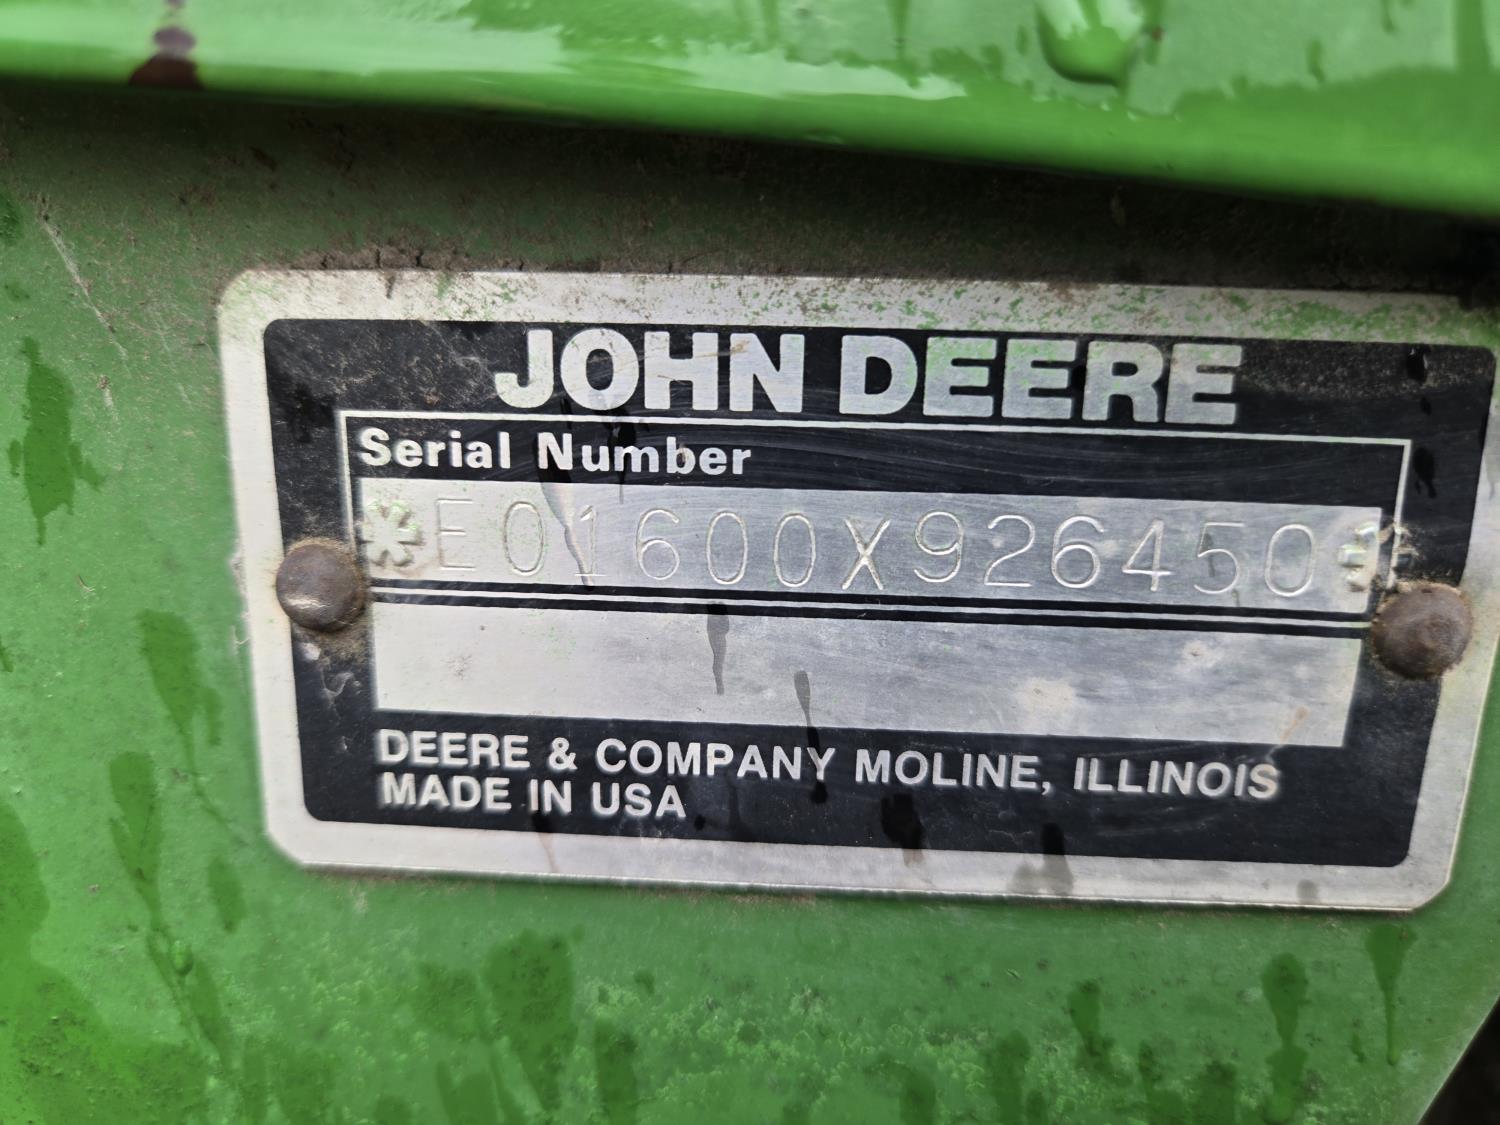 JOHN DEERE
Serial Number
*E01600X926450*
DEERE & COMPANY MOLINE, ILLINOIS
MADE IN USA